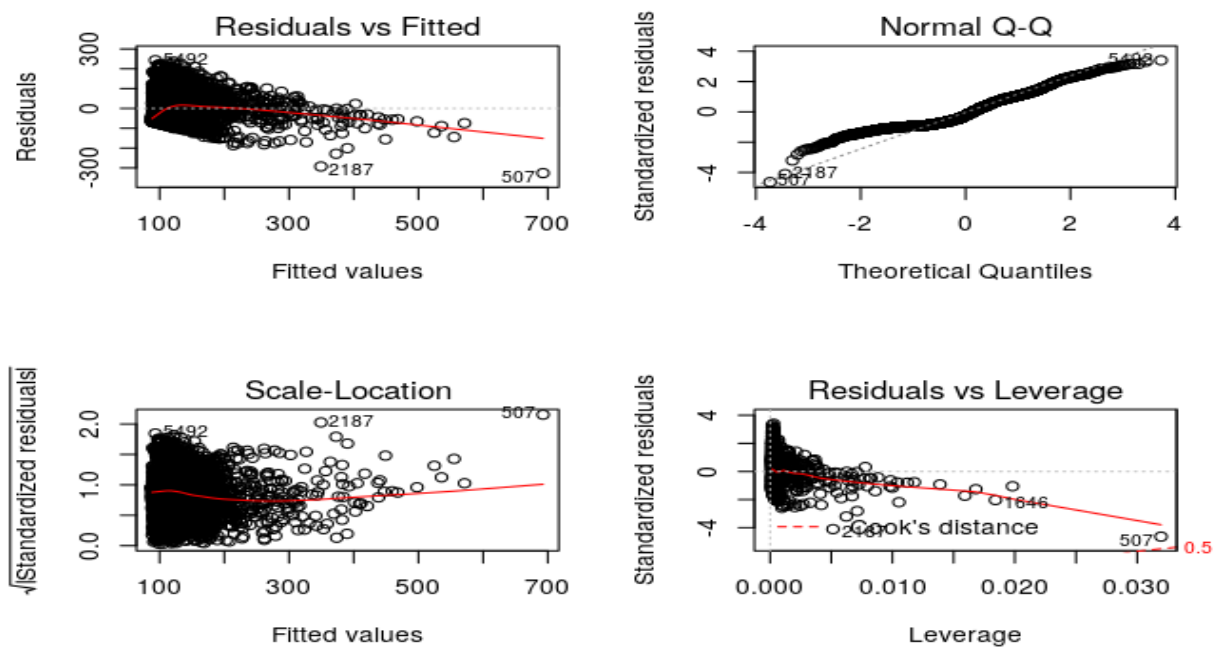 Residuals vs Fitted
Residuals
300
0
-300
5492
2187
507
100 300 500 700
Fitted values
Normal Q-Q
Standardized residuals
4
2
0
-4
5492
2187
507
-4 -2 0 2 4
Theoretical Quantiles
Scale-Location
√|Standardized residuals|
2.0
1.0
0.0
5492
2187
507
100 300 500 700
Fitted values
Residuals vs Leverage
Standardized residuals
4
0
-4
1646
2187
507
Cook's distance
0.5
0.000 0.010 0.020 0.030
Leverage